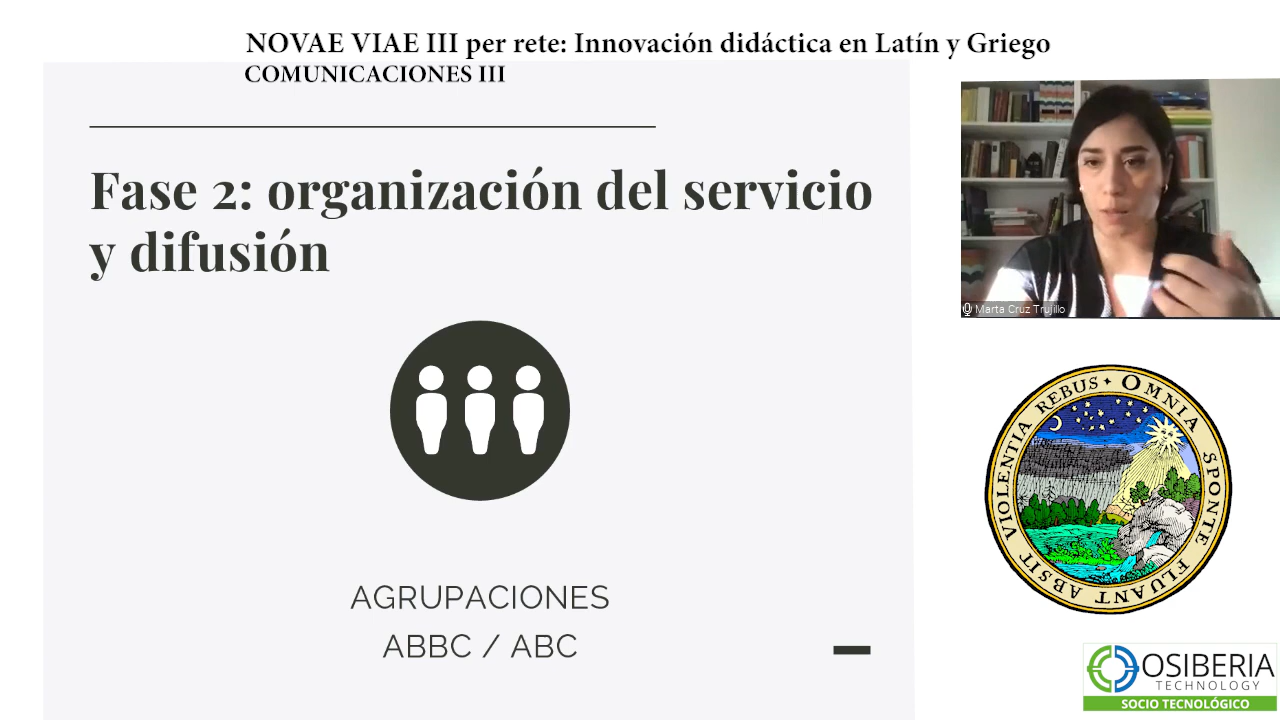 NOVAE VIAE III per rete: Innovación didáctica en Latín y Griego
COMUNICACIONES III
Fase 2: organización del servicio
y difusión
AGRUPACIONES
ABBC / ABC
Marta Cruz Trujillo
OMNIA SPONTE FLUANT ABSIT VIOLENTIA REBUS
OSIBERIA
TECHNOLOGY
SOCIO TECNOLÓGICO